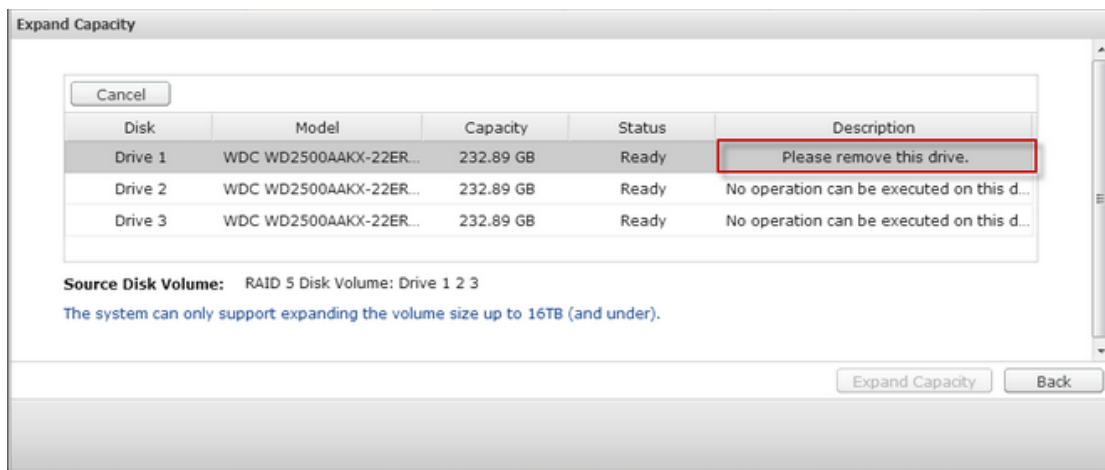 Expand Capacity
Cancel
Disk Model Capacity Status Description
Drive 1 WDC WD2500AAKX-22ER... 232.89 GB Ready Please remove this drive.
Drive 2 WDC WD2500AAKX-22ER... 232.89 GB Ready No operation can be executed on this d...
Drive 3 WDC WD2500AAKX-22ER... 232.89 GB Ready No operation can be executed on this d...
Source Disk Volume: RAID 5 Disk Volume: Drive 1 2 3
The system can only support expanding the volume size up to 16TB (and under).
Expand Capacity Back